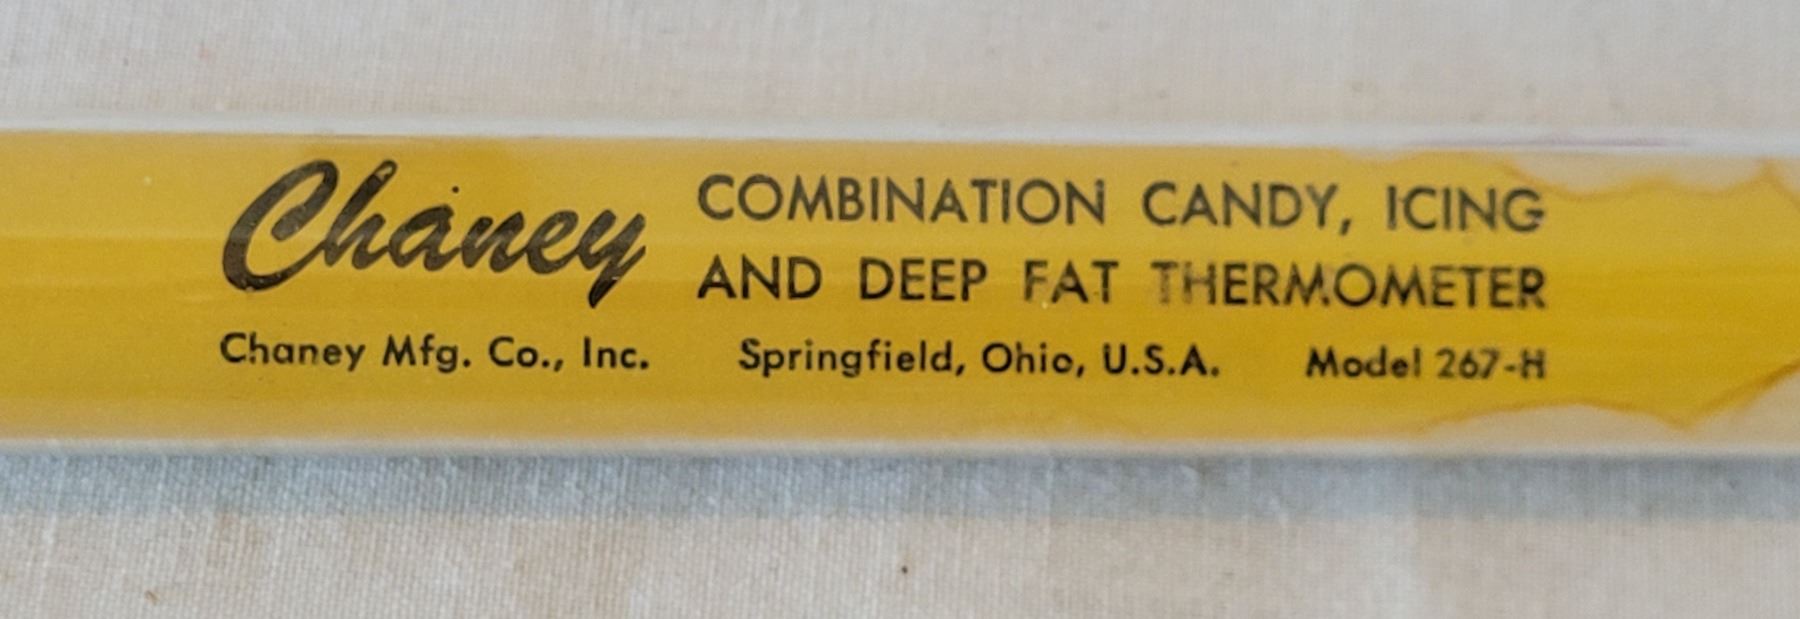 Chaney
COMBINATION CANDY, ICING
AND DEEP FAT THERMOMETER
Chaney Mfg. Co., Inc. Springfield, Ohio, U.S.A. Model 267-H